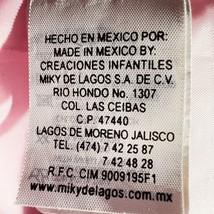 HECHO EN MEXICO POR:
MADE IN MEXICO BY:
CREACIONES INFANTILES
MIKY DE LAGOS S.A. DE C.V.
RIO HONDO No. 1307
COL. LAS CEIBAS
C.P. 47440
LAGOS DE MORENO JALISCO
TEL. (474) 7 42 25 87
7 42 48 28
R.F.C. CIM 9009195F1
www.mikydelagos.com.mx